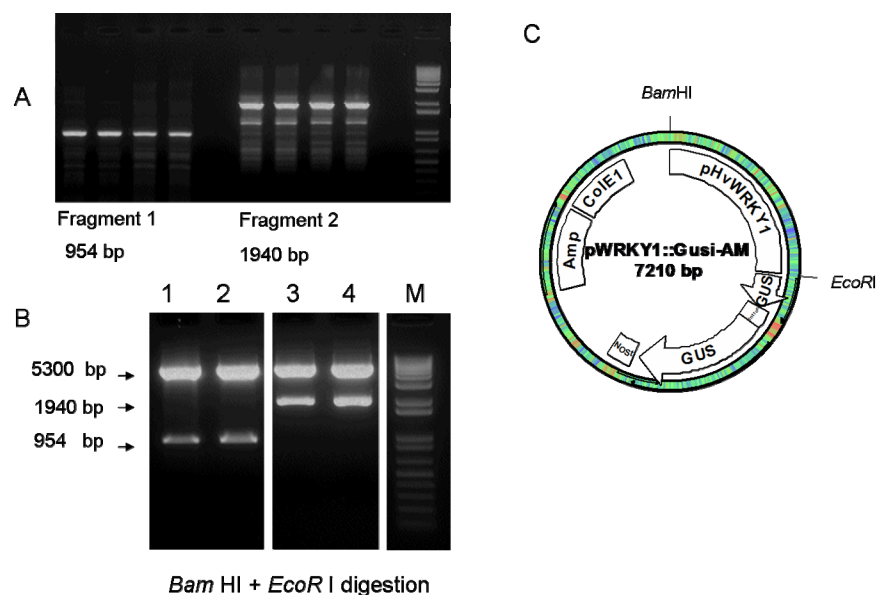 A
Fragment 1
954 bp
Fragment 2
1940 bp
B
1 2 3 4 M
5300 bp
1940 bp
954 bp
Bam HI + EcoR I digestion
C
BamHI
EcoRI
pHvWRKY1
ColE1
Amp
pWRKY1::Gusi-AM
7210 bp
GUS
GUS
NOSt